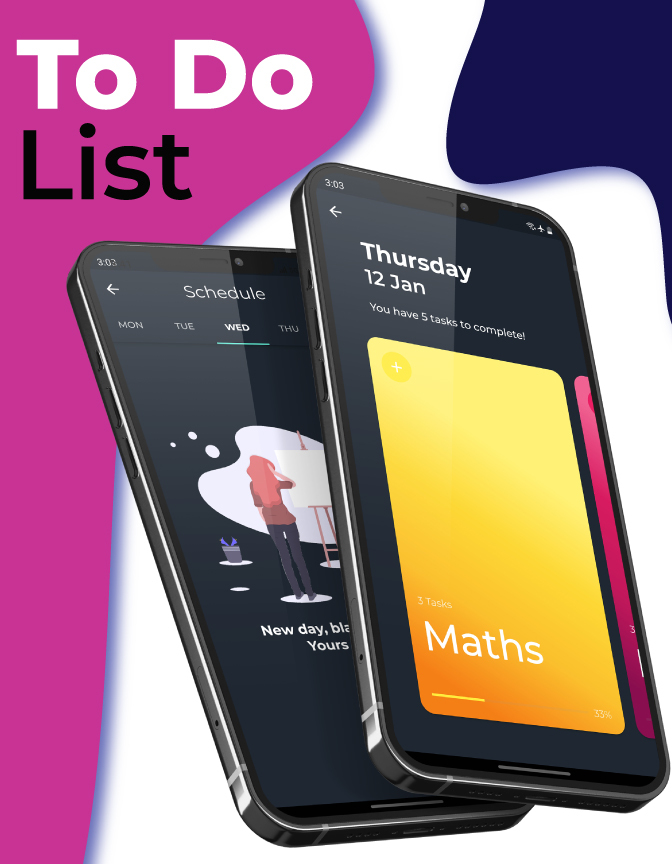 To Do
List
3:03
Schedule
MON TUE WED THU
New day,
Yours
3:03
Thursday
12 Jan
You have 5 tasks to complete!
3 Tasks
Maths
33%
3